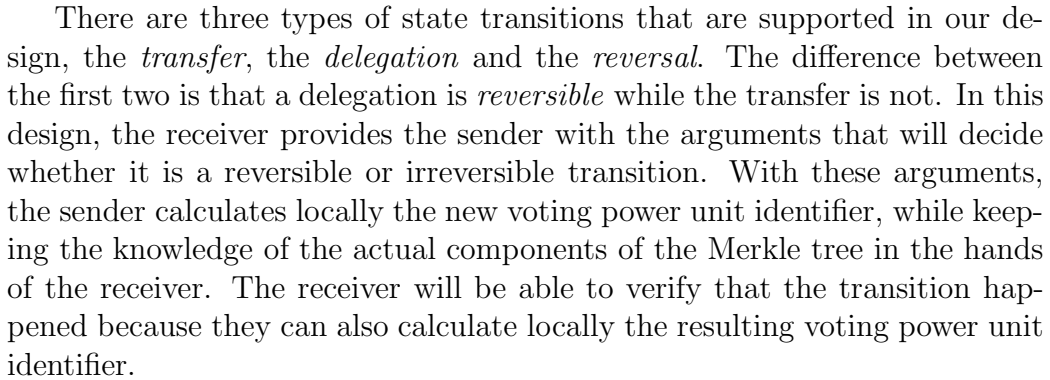 There are three types of state transitions that are supported in our de-
sign, the transfer, the delegation and the reversal. The difference between
the first two is that a delegation is reversible while the transfer is not. In this
design, the receiver provides the sender with the arguments that will decide
whether it is a reversible or irreversible transition. With these arguments,
the sender calculates locally the new voting power unit identifier, while keep-
ing the knowledge of the actual components of the Merkle tree in the hands
of the receiver. The receiver will be able to verify that the transition hap-
pened because they can also calculate locally the resulting voting power unit
identifier.